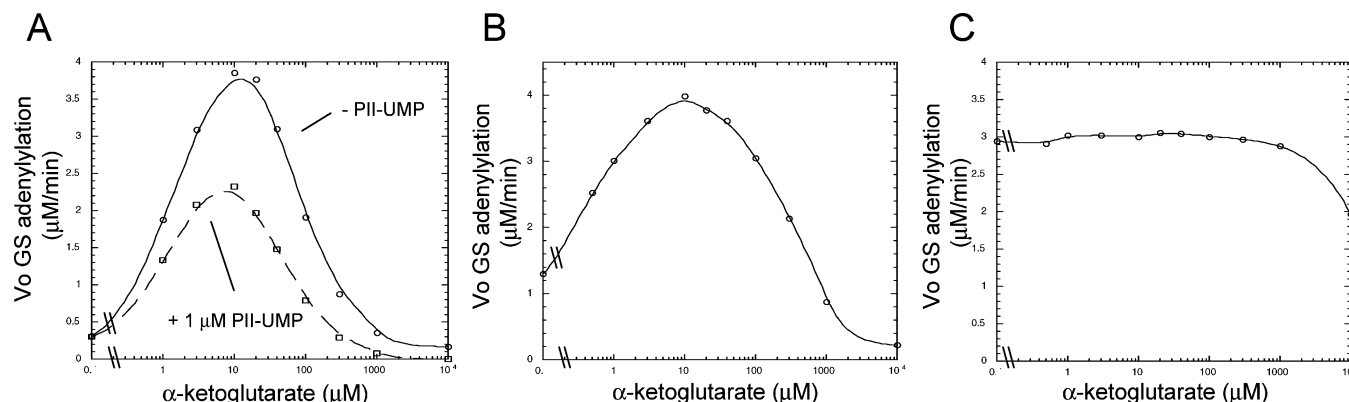 A
Vo GS adenylylation
(μM/min)
4
3.5
3
2.5
2
1.5
1
0.5
0
- PII-UMP
+ 1 μM PII-UMP
0.
1
10
100
1000
10⁴
α-ketoglutarate (μM)
B
Vo GS adenylylation
(μM/min)
4
3
2
1
0
0.
1
10
100
1000
10⁴
α-ketoglutarate (μM)
C
Vo GS adenylylation
(μM/min)
4
3.5
3
2.5
2
1.5
1
0.5
0
0.
1
10
100
1000
10⁴
α-ketoglutarate (μM)